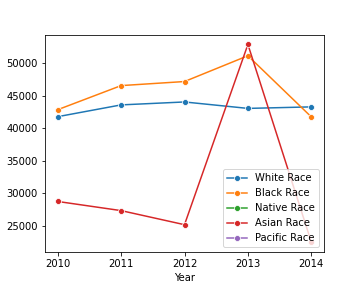 50000
45000
40000
35000
30000
25000
2010 2011 2012 2013 2014
Year
White Race
Black Race
Native Race
Asian Race
Pacific Race